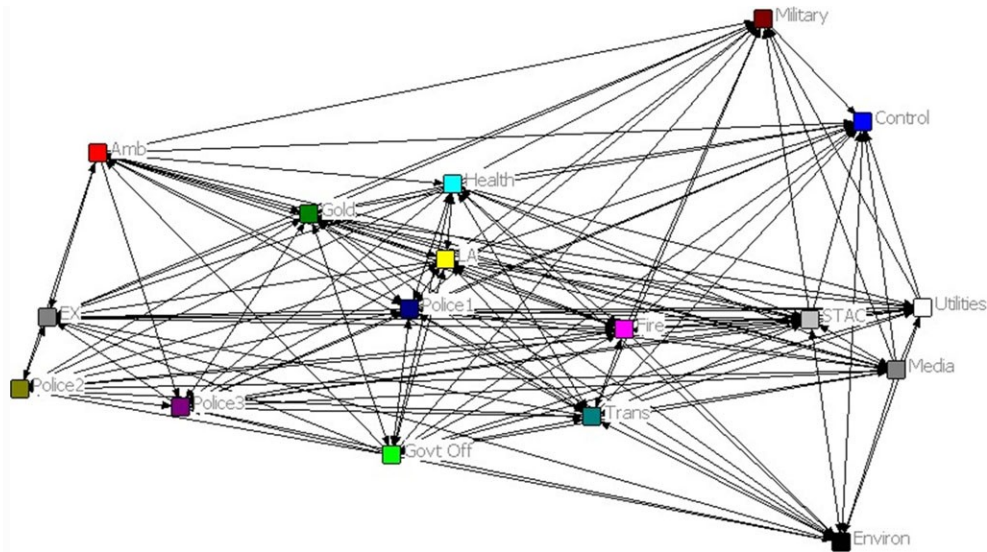 Military
Control
Amb
Health
Gold
LA
Police1
Utilities
EX
STAC
Fire
Media
Police2
Police3
Trans
Govt Off
Environ